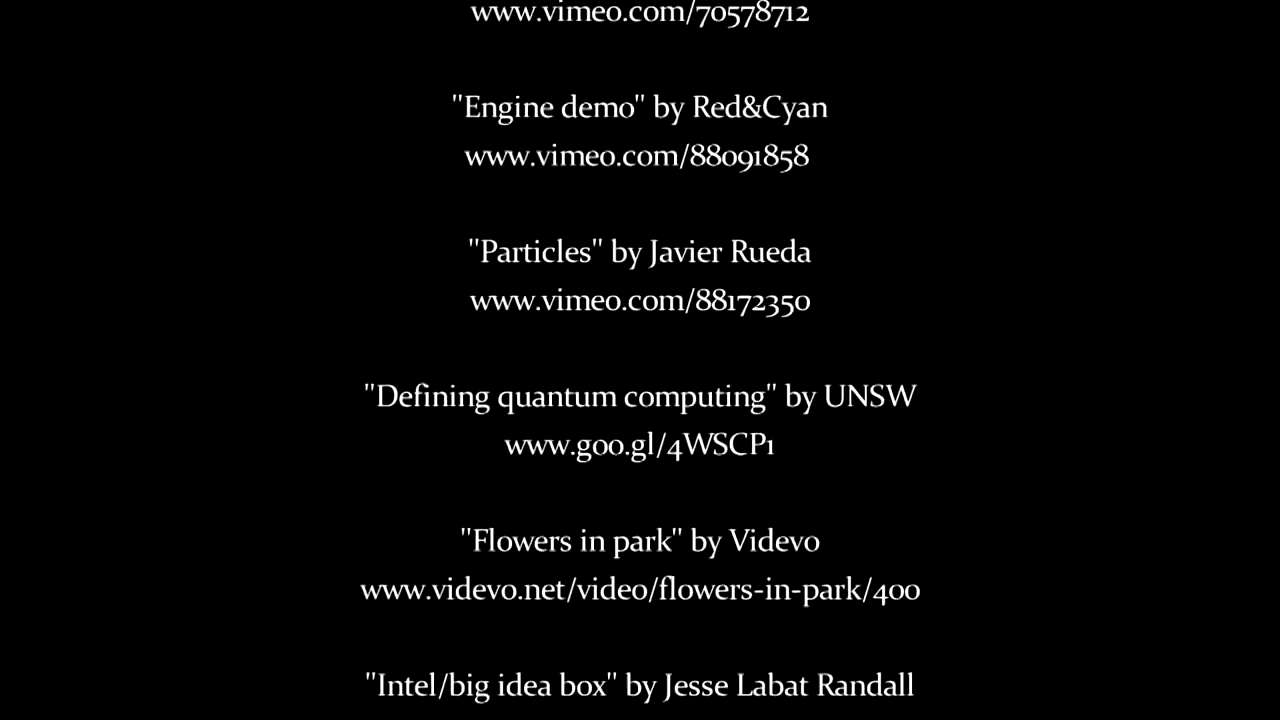 www.vimeo.com/70578712
"Engine demo" by Red&Cyan
www.vimeo.com/88091858
"Particles" by Javier Rueda
www.vimeo.com/88172350
"Defining quantum computing" by UNSW
www.goo.gl/4WSCP1
"Flowers in park" by Videvo
www.videvo.net/video/flowers-in-park/400
"Intel/big idea box" by Jesse Labat Randall